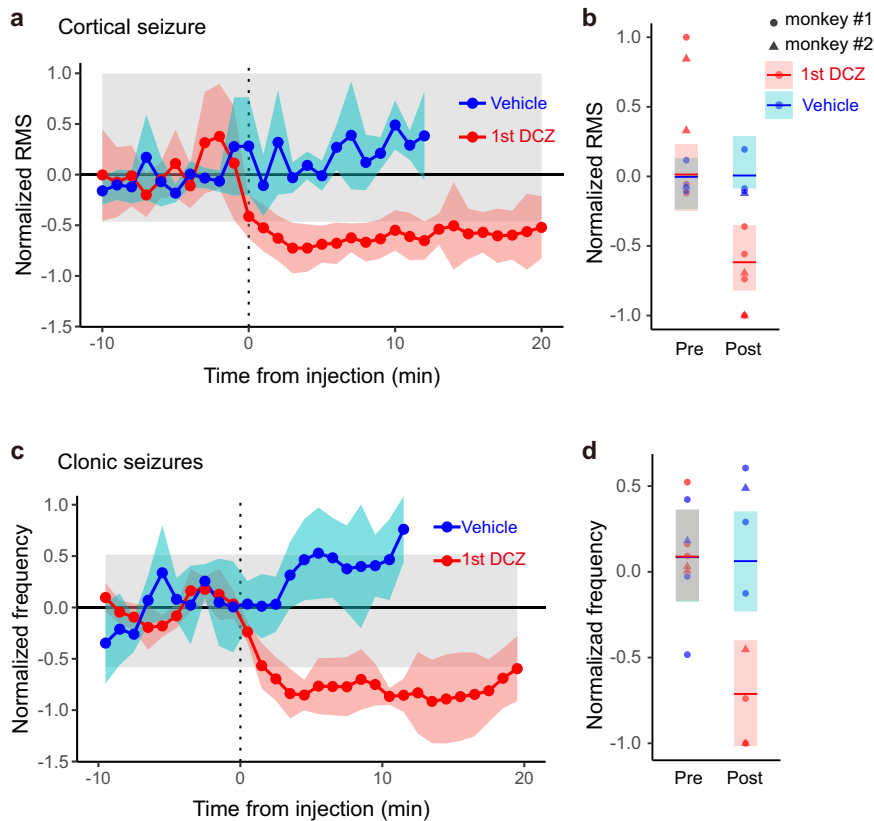 a
Cortical seizure
Normalized RMS
1.0
0.5
0.0
-0.5
-1.0
-1.5
-10
0
10
20
Time from injection (min)
Vehicle
1st DCZ
b
Normalized RMS
1.0
0.5
0.0
-0.5
-1.0
Pre
Post
monkey #1
monkey #2
1st DCZ
Vehicle
c
Clonic seizures
Normalized frequency
1.0
0.5
0.0
-0.5
-1.0
-1.5
-10
0
10
20
Time from injection (min)
Vehicle
1st DCZ
d
Normalizad frequency
0.5
0.0
-0.5
-1.0
Pre
Post